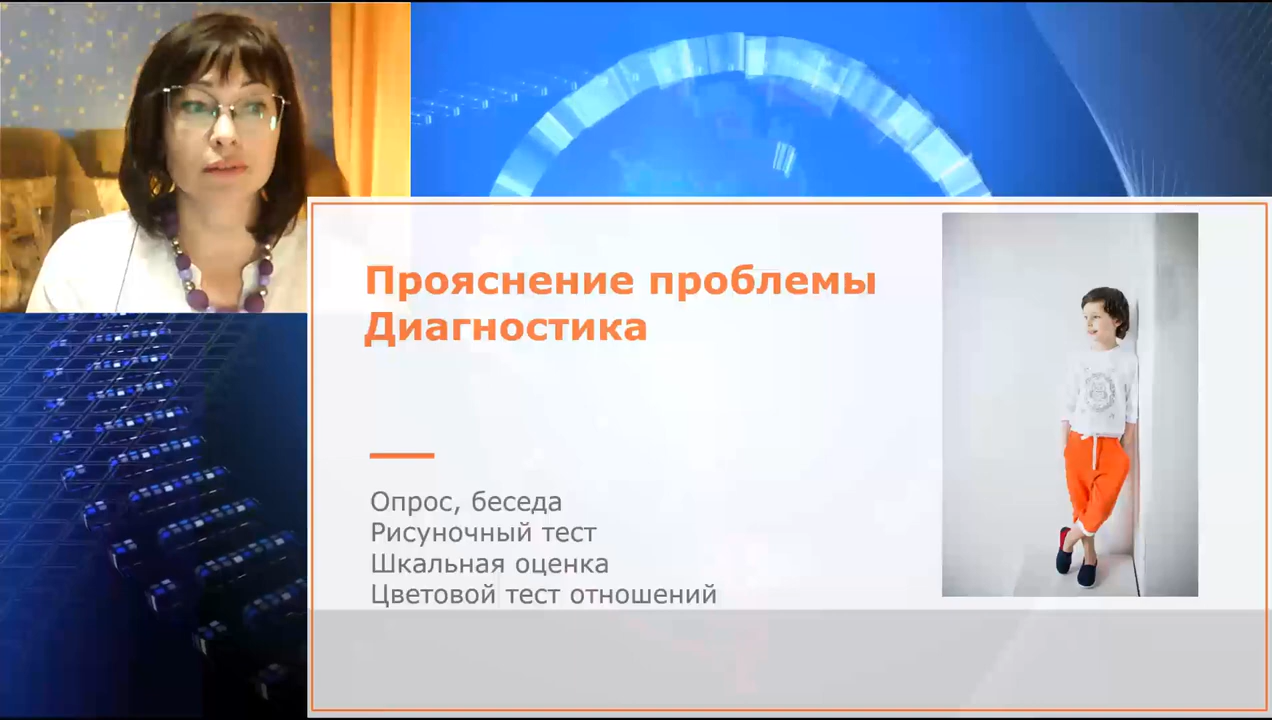 Прояснение проблемы
Диагностика
Опрос, беседа
Рисуночный тест
Шкальная оценка
Цветовой тест отношений